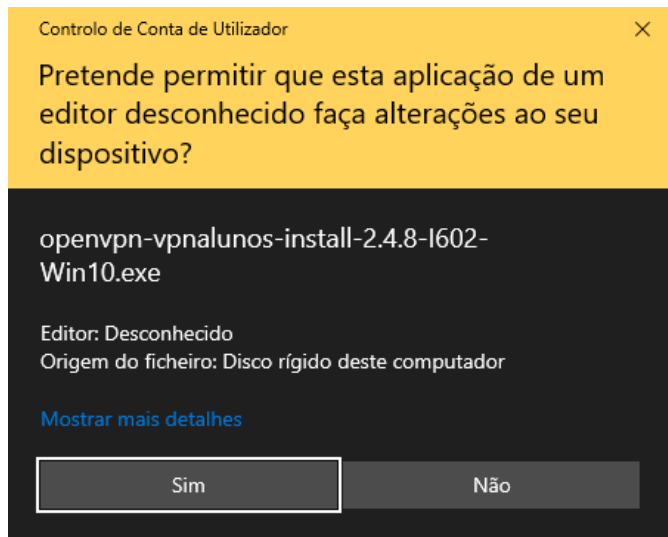 Controlo de Conta de Utilizador
Pretende permitir que esta aplicação de um
editor desconhecido faça alterações ao seu
dispositivo?
openvpn-vpnalunos-install-2.4.8-I602-
Win10.exe
Editor: Desconhecido
Origem do ficheiro: Disco rígido deste computador
Mostrar mais detalhes
Sim
Não